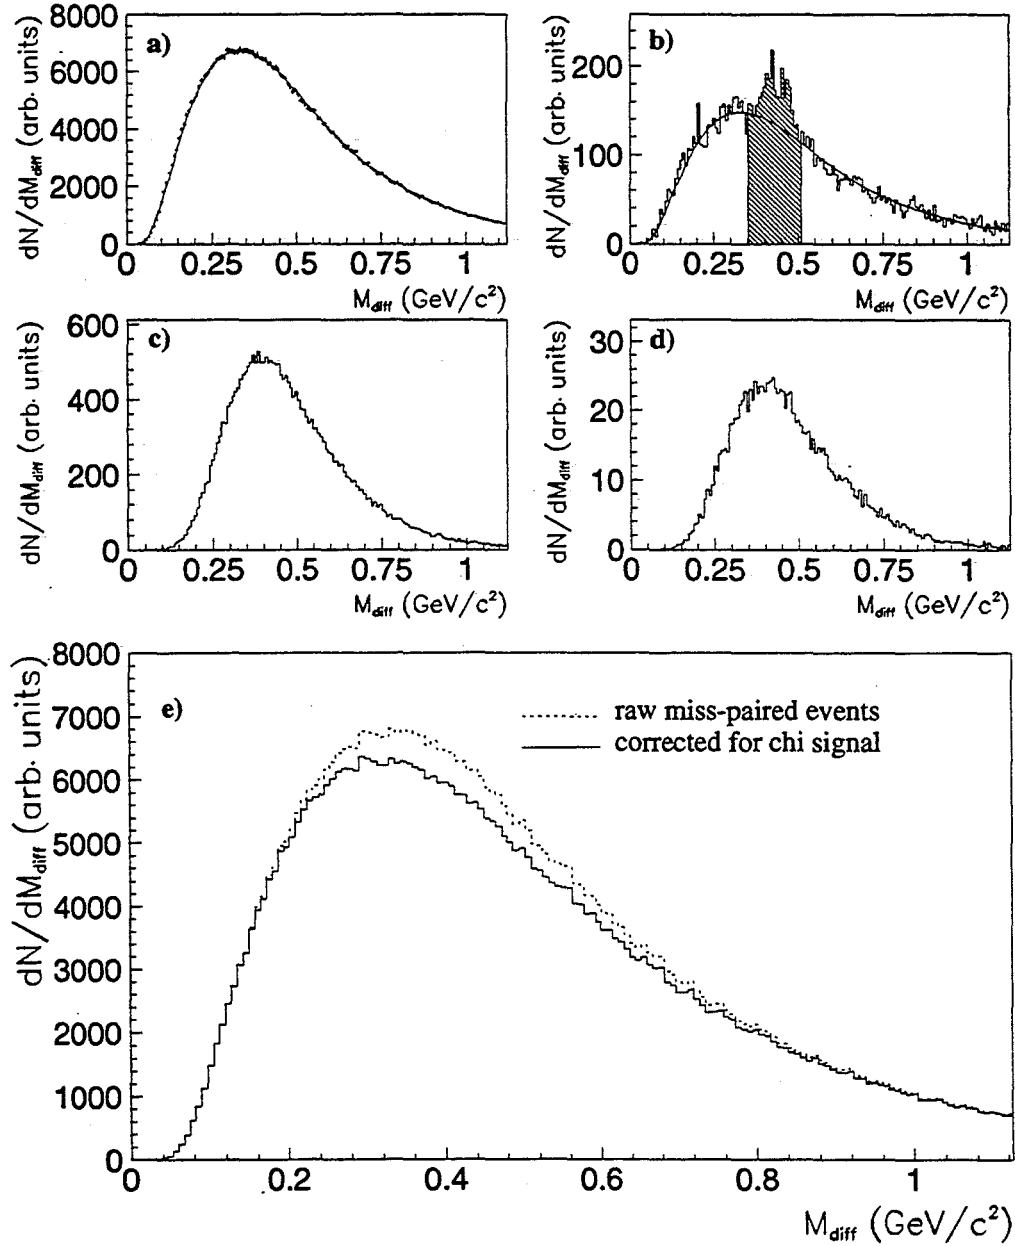 a)
8000
6000
4000
2000
0
0 0.25 0.5 0.75 1
dN/dM_diff (arb. units)
M_diff (GeV/c²)
b)
200
100
0
0 0.25 0.5 0.75 1
dN/dM_diff (arb. units)
M_diff (GeV/c²)
c)
600
400
200
0
0 0.25 0.5 0.75 1
dN/dM_diff (arb. units)
M_diff (GeV/c²)
d)
30
20
10
0
0 0.25 0.5 0.75 1
dN/dM_diff (arb. units)
M_diff (GeV/c²)
e)
8000
7000
6000
5000
4000
3000
2000
1000
0
0 0.2 0.4 0.6 0.8 1
dN/dM_diff (arb. units)
raw miss-paired events
corrected for chi signal
M_diff (GeV/c²)